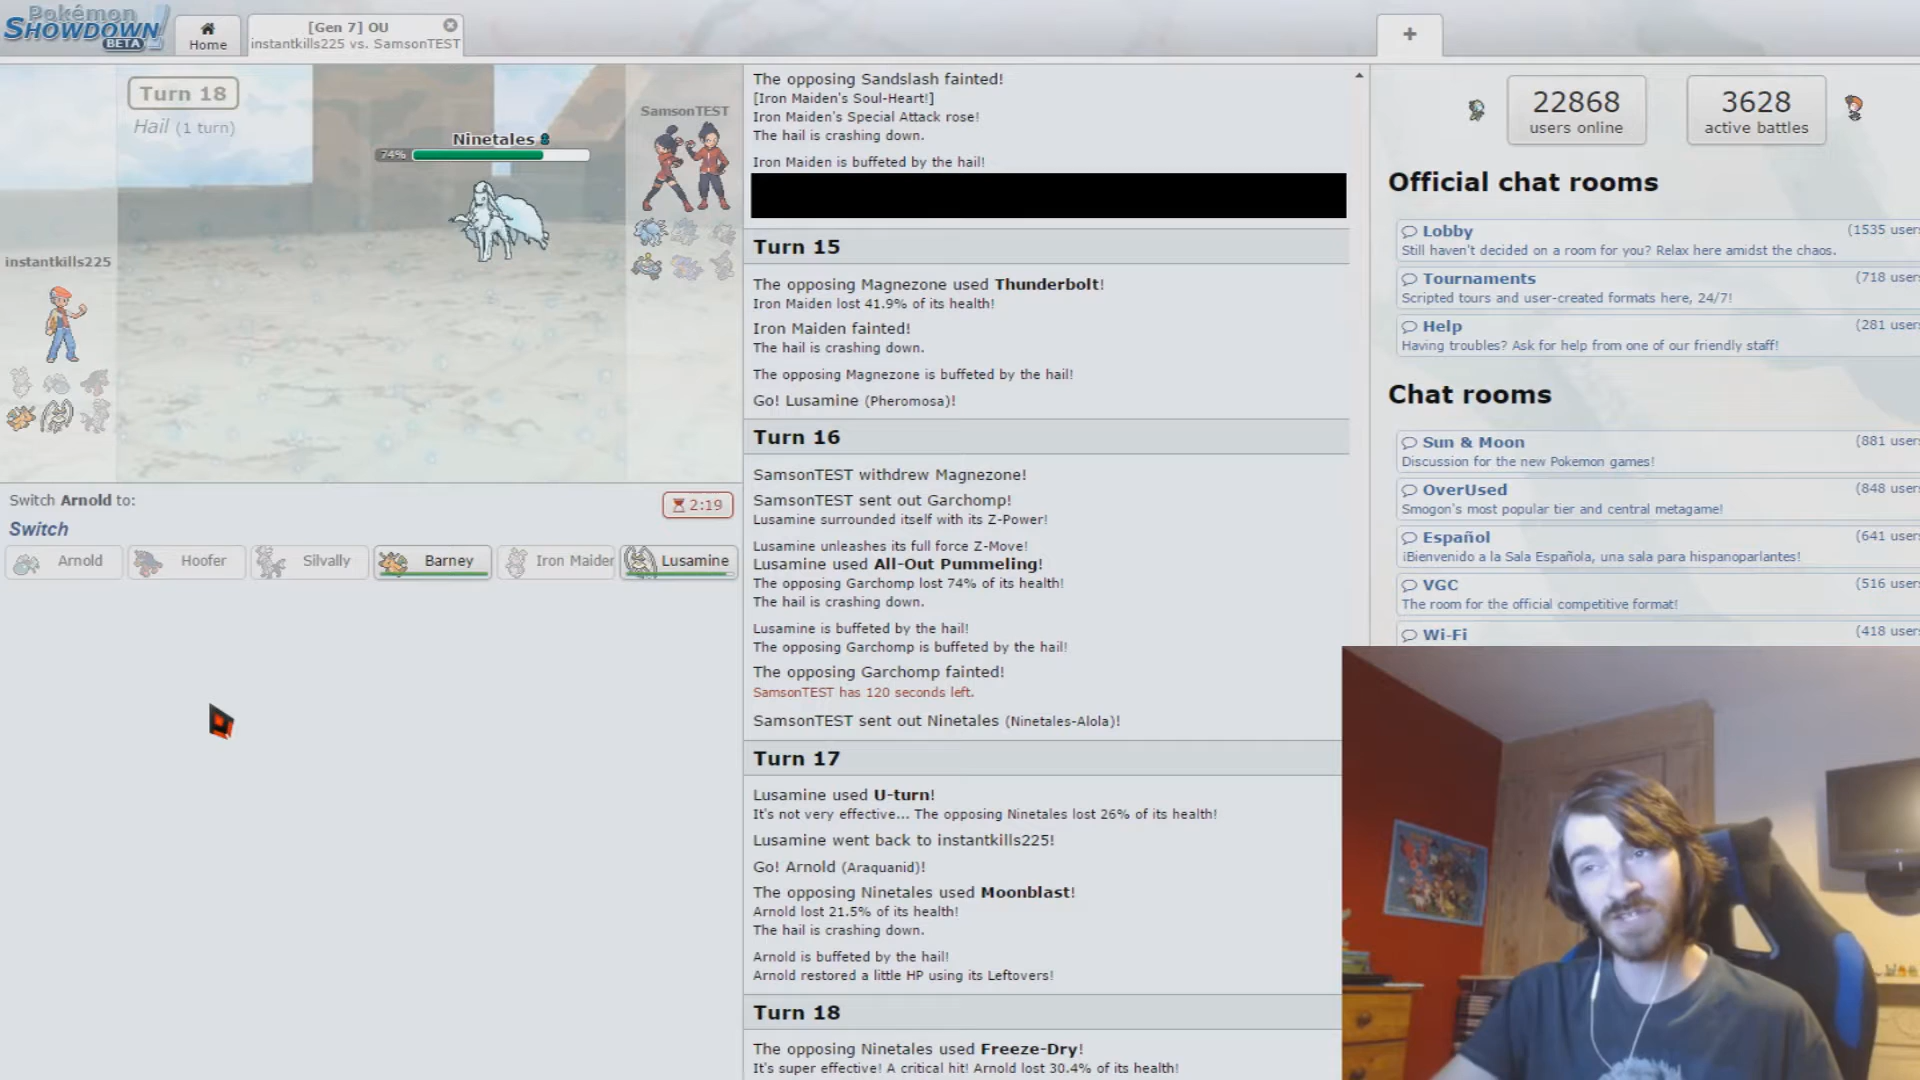 Pokémon
SHOWDOWN!
BETA
Home
[Gen 7] OU
instantkills225 vs. SamsonTEST
+
Turn 18
Hail (1 turn)
Ninetales
74%
SamsonTEST
instantkills225
Switch Arnold to:
2:19
Switch
Arnold
Hoofer
Silvally
Barney
Iron Maiden
Lusamine
The opposing Sandslash fainted!
[Iron Maiden's Soul-Heart!]
Iron Maiden's Special Attack rose!
The hail is crashing down.
Iron Maiden is buffeted by the hail!
Turn 15
The opposing Magnezone used Thunderbolt!
Iron Maiden lost 41.9% of its health!
Iron Maiden fainted!
The hail is crashing down.
The opposing Magnezone is buffeted by the hail!
Go! Lusamine (Pheromosa)!
Turn 16
SamsonTEST withdrew Magnezone!
SamsonTEST sent out Garchomp!
Lusamine surrounded itself with its Z-Power!
Lusamine unleashes its full force Z-Move!
Lusamine used All-Out Pummeling!
The opposing Garchomp lost 74% of its health!
The hail is crashing down.
Lusamine is buffeted by the hail!
The opposing Garchomp is buffeted by the hail!
The opposing Garchomp fainted!
SamsonTEST has 120 seconds left.
SamsonTEST sent out Ninetales (Ninetales-Alola)!
Turn 17
Lusamine used U-turn!
It's not very effective... The opposing Ninetales lost 26% of its health!
Lusamine went back to instantkills225!
Go! Arnold (Araquanid)!
The opposing Ninetales used Moonblast!
Arnold lost 21.5% of its health!
The hail is crashing down.
Arnold is buffeted by the hail!
Arnold restored a little HP using its Leftovers!
Turn 18
The opposing Ninetales used Freeze-Dry!
It's super effective! A critical hit! Arnold lost 30.4% of its health!
22868
users online
3628
active battles
Official chat rooms
Lobby
(1535 users
Still haven't decided on a room for you? Relax here amidst the chaos.
Tournaments
(718 users
Scripted tours and user-created formats here, 24/7!
Help
(281 users
Having troubles? Ask for help from one of our friendly staff!
Chat rooms
Sun & Moon
(881 users
Discussion for the new Pokemon games!
OverUsed
(848 users
Smogon's most popular tier and central metagame!
Español
(641 users
¡Bienvenido a la Sala Española, una sala para hispanoparlantes!
VGC
(516 users
The room for the official competitive format!
Wi-Fi
(418 users